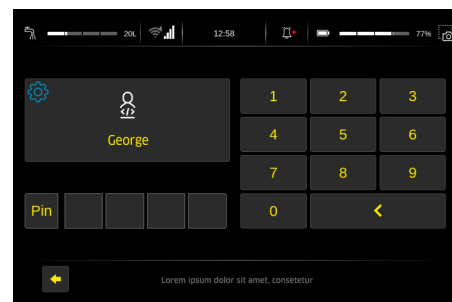 20L 12:58 77%
George
1 2 3
4 5 6
7 8 9
Pin 0
Lorem ipsum dolor sit amet, consetetur